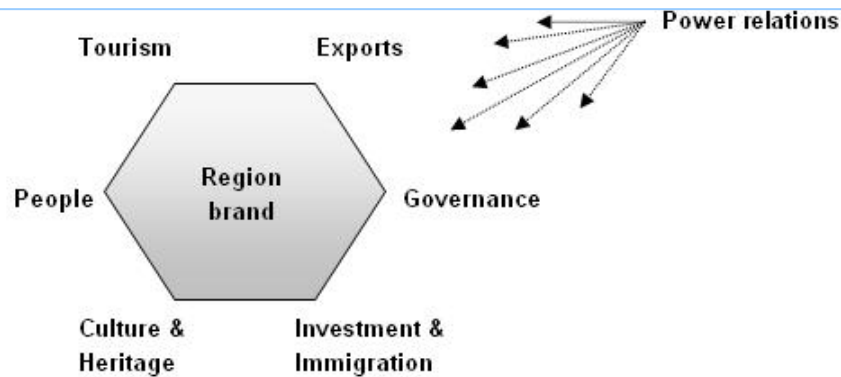 Power relations
Tourism
Exports
Region
brand
People
Governance
Culture &
Heritage
Investment &
Immigration